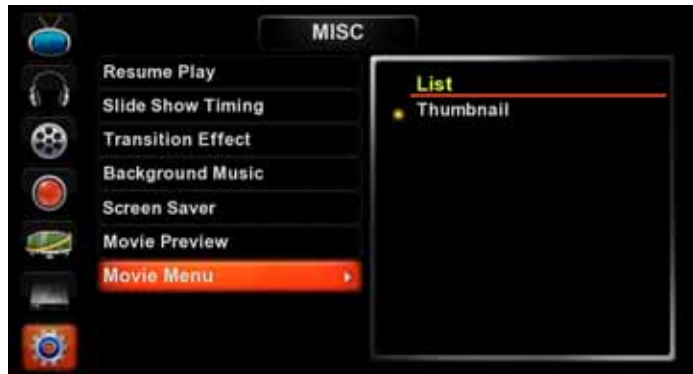 MISC
Resume Play
Slide Show Timing
Transition Effect
Background Music
Screen Saver
Movie Preview
Movie Menu
List
Thumbnail